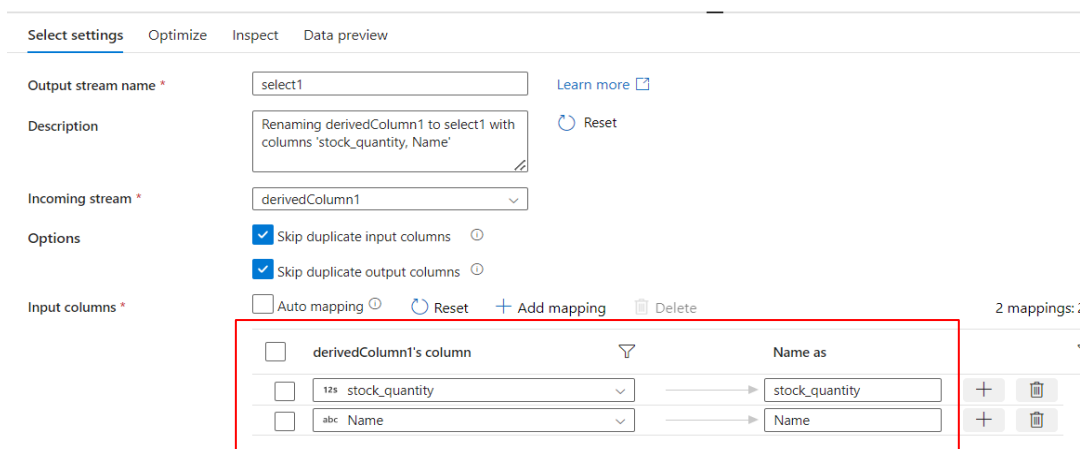 Select settings Optimize Inspect Data preview
Output stream name * select1 Learn more
Description Renaming derivedColumn1 to select1 with Reset
columns 'stock_quantity, Name'
Incoming stream * derivedColumn1
Options Skip duplicate input columns
Skip duplicate output columns
Input columns * Auto mapping Reset Add mapping Delete 2 mappings:
derivedColumn1's column Name as
12s stock_quantity stock_quantity
abc Name Name